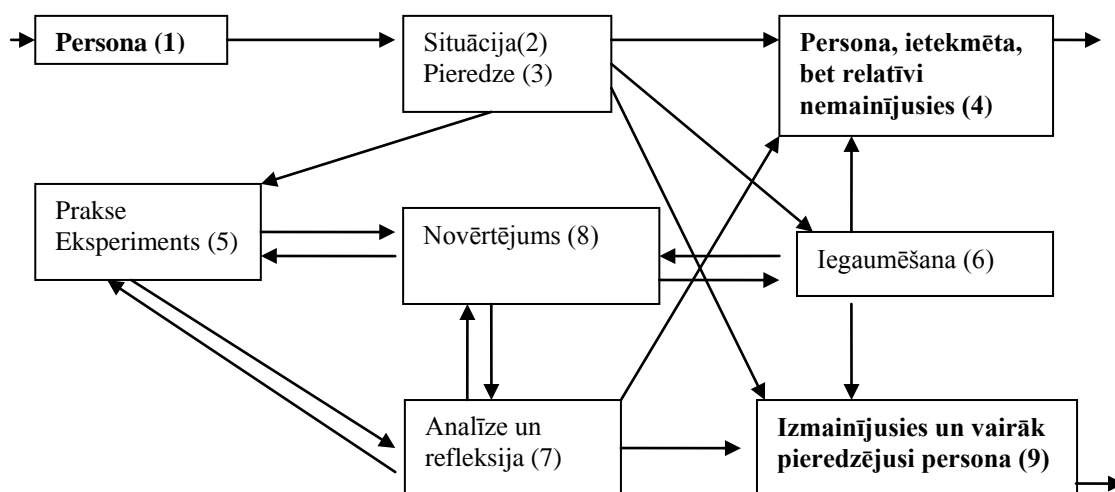 Persona (1)
Situācija(2)
Pieredze (3)
Persona, ietekmēta,
bet relatīvi
nemainījusies (4)
Prakse
Eksperiments (5)
Novērtējums (8)
Iegaumēšana (6)
Analīze un
refleksija (7)
Izmainījusies un vairāk
pieredzējusi persona (9)